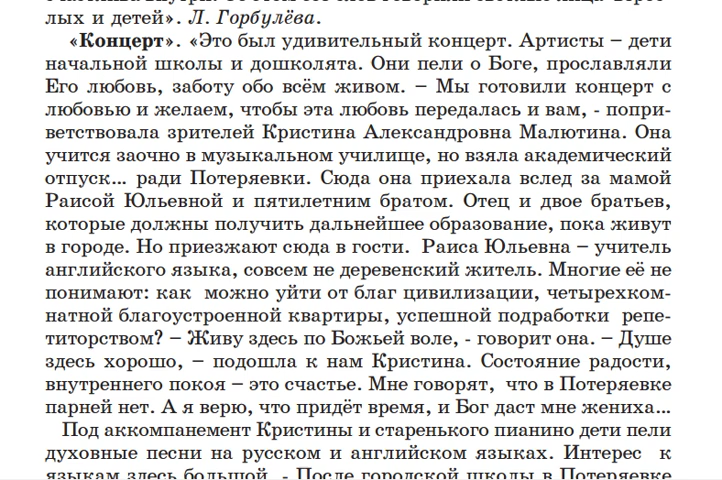 лых и детей». Л. Горбулёва.
«Концерт». «Это был удивительный концерт. Артисты – дети
начальной школы и дошколята. Они пели о Боге, прославляли
Его любовь, заботу обо всём живом. – Мы готовили концерт с
любовью и желаем, чтобы эта любовь передалась и вам, - попри-
ветствовала зрителей Кристина Александровна Малютина. Она
учится заочно в музыкальном училище, но взяла академический
отпуск... ради Потеряевки. Сюда она приехала вслед за мамой
Раисой Юльевной и пятилетним братом. Отец и двое братьев,
которые должны получить дальнейшее образование, пока живут
в городе. Но приезжают сюда в гости. Раиса Юльевна – учитель
английского языка, совсем не деревенский житель. Многие её не
понимают: как можно уйти от благ цивилизации, четырехком-
натной благоустроенной квартиры, успешной подработки репе-
титорством? – Живу здесь по Божьей воле, - говорит она. – Душе
здесь хорошо, – подошла к нам Кристина. Состояние радости,
внутреннего покоя – это счастье. Мне говорят, что в Потеряевке
парней нет. А я верю, что придёт время, и Бог даст мне жениха...
Под аккомпанемент Кристины и старенького пианино дети пели
духовные песни на русском и английском языках. Интерес к
языкам здесь большой. - После городской школы в Потеряевке